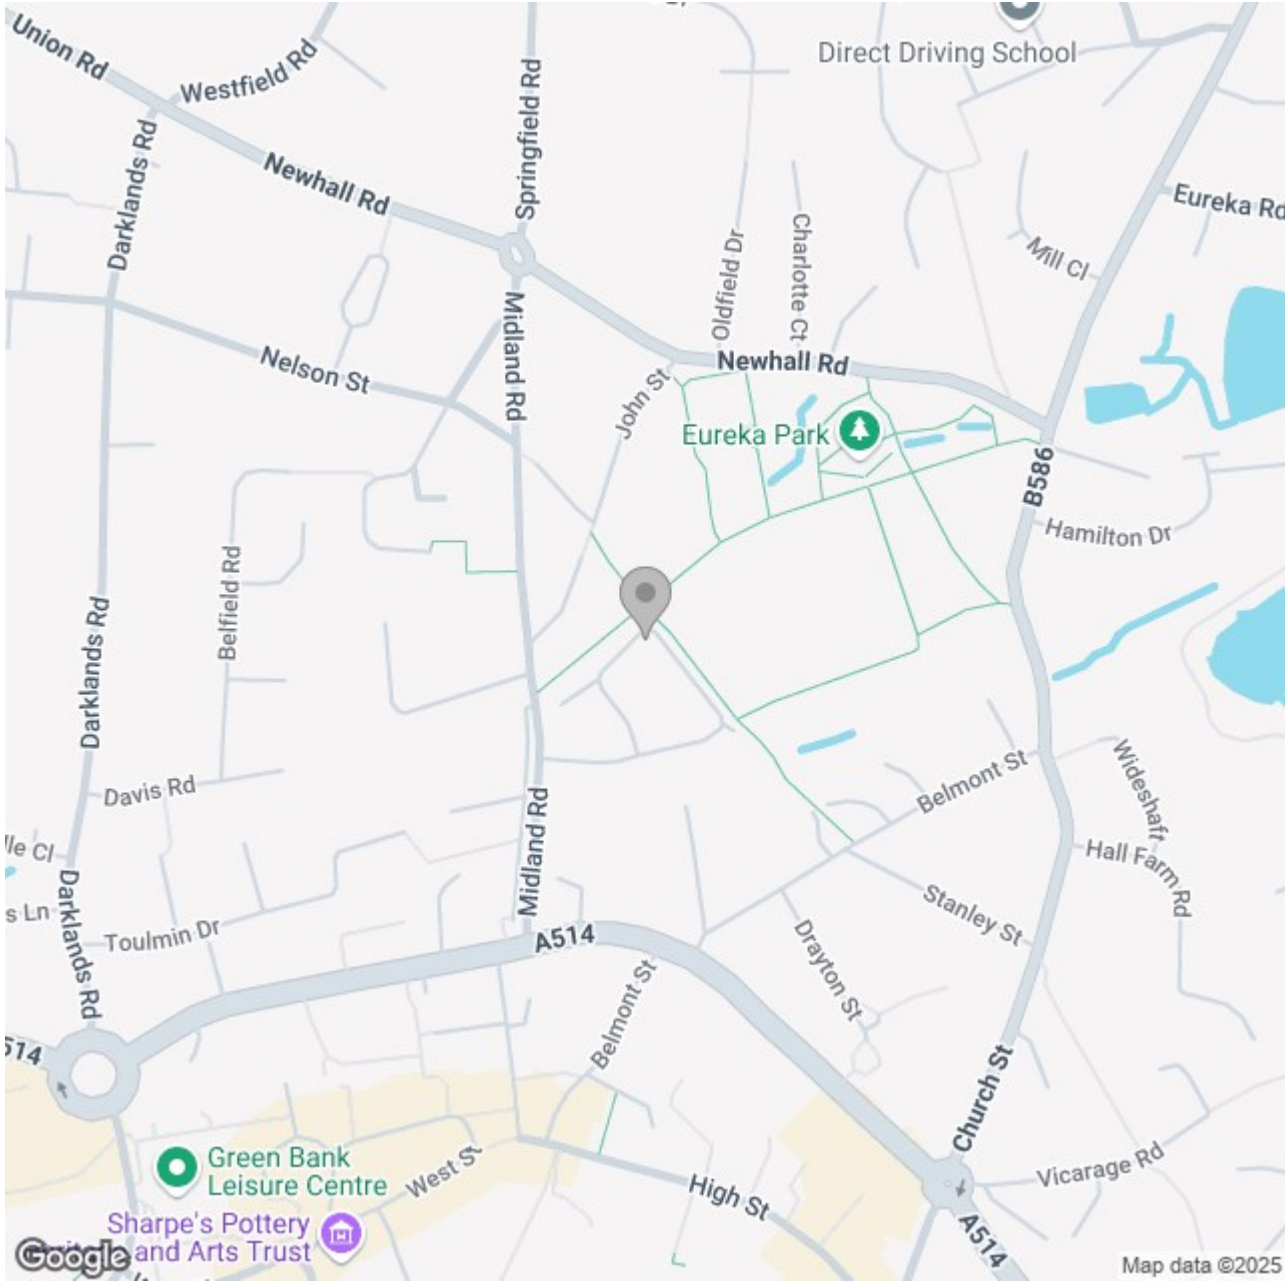 Direct Driving School
Union Rd
Westfield Rd
Springfield Rd
Darklands Rd
Newhall Rd
Eureka Rd
Oldfield Dr
Charlotte Ct
Mill Cl
Midland Rd
Newhall Rd
Nelson St
John St
Eureka Park
B586
Hamilton Dr
Belfield Rd
Darklands Rd
Davis Rd
Belmont St
Wideshaft
Midland Rd
Hall Farm Rd
Darklands Rd
Stanley St
Toulmin Dr
A514
Drayton St
Belmont St
Church St
Green Bank
Leisure Centre
West St
High St
Vicarage Rd
Sharpe's Pottery
and Arts Trust
A514
Google
Map data ©2025